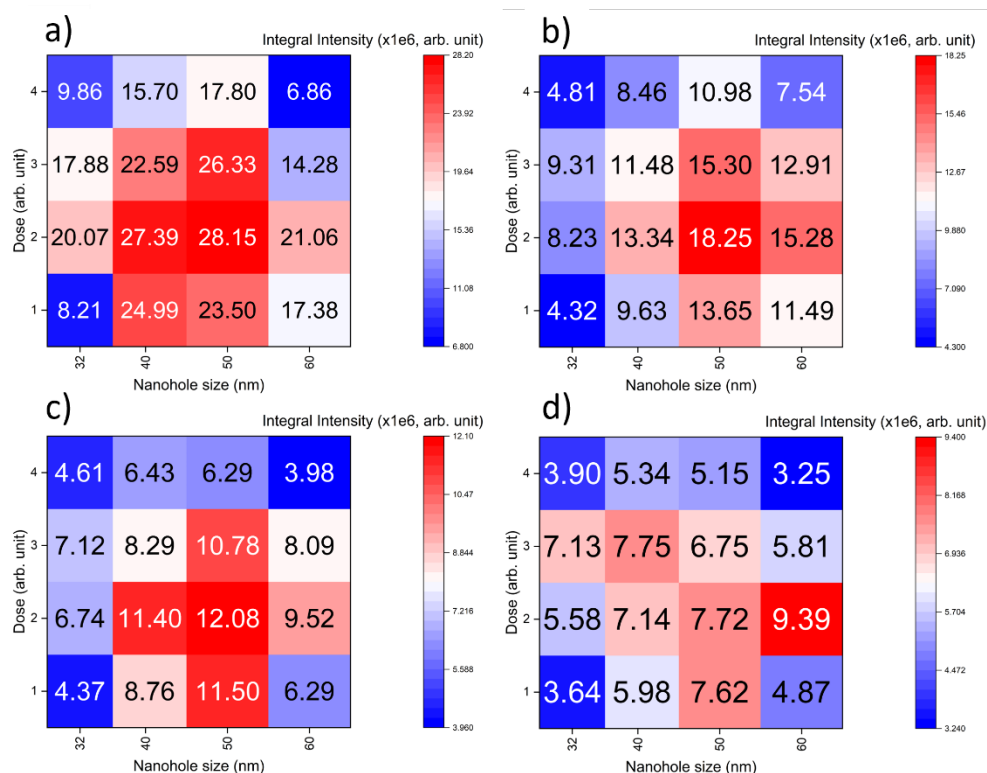 a)
Integral Intensity (x1e6, arb. unit)
Dose (arb. unit)
4 9.86 15.70 17.80 6.86
3 17.88 22.59 26.33 14.28
2 20.07 27.39 28.15 21.06
1 8.21 24.99 23.50 17.38
32 40 50 60
Nanohole size (nm)
28.20
23.92
19.64
15.36
11.08
6.800
b)
Integral Intensity (x1e6, arb. unit)
Dose (arb. unit)
4 4.81 8.46 10.98 7.54
3 9.31 11.48 15.30 12.91
2 8.23 13.34 18.25 15.28
1 4.32 9.63 13.65 11.49
32 40 50 60
Nanohole size (nm)
18.25
15.46
12.67
9.880
7.090
4.300
c)
Integral Intensity (x1e6, arb. unit)
Dose (arb. unit)
4 4.61 6.43 6.29 3.98
3 7.12 8.29 10.78 8.09
2 6.74 11.40 12.08 9.52
1 4.37 8.76 11.50 6.29
32 40 50 60
Nanohole size (nm)
12.10
10.47
8.844
7.216
5.588
3.960
d)
Integral Intensity (x1e6, arb. unit)
Dose (arb. unit)
4 3.90 5.34 5.15 3.25
3 7.13 7.75 6.75 5.81
2 5.58 7.14 7.72 9.39
1 3.64 5.98 7.62 4.87
32 40 50 60
Nanohole size (nm)
9.400
8.168
6.936
5.704
4.472
3.240